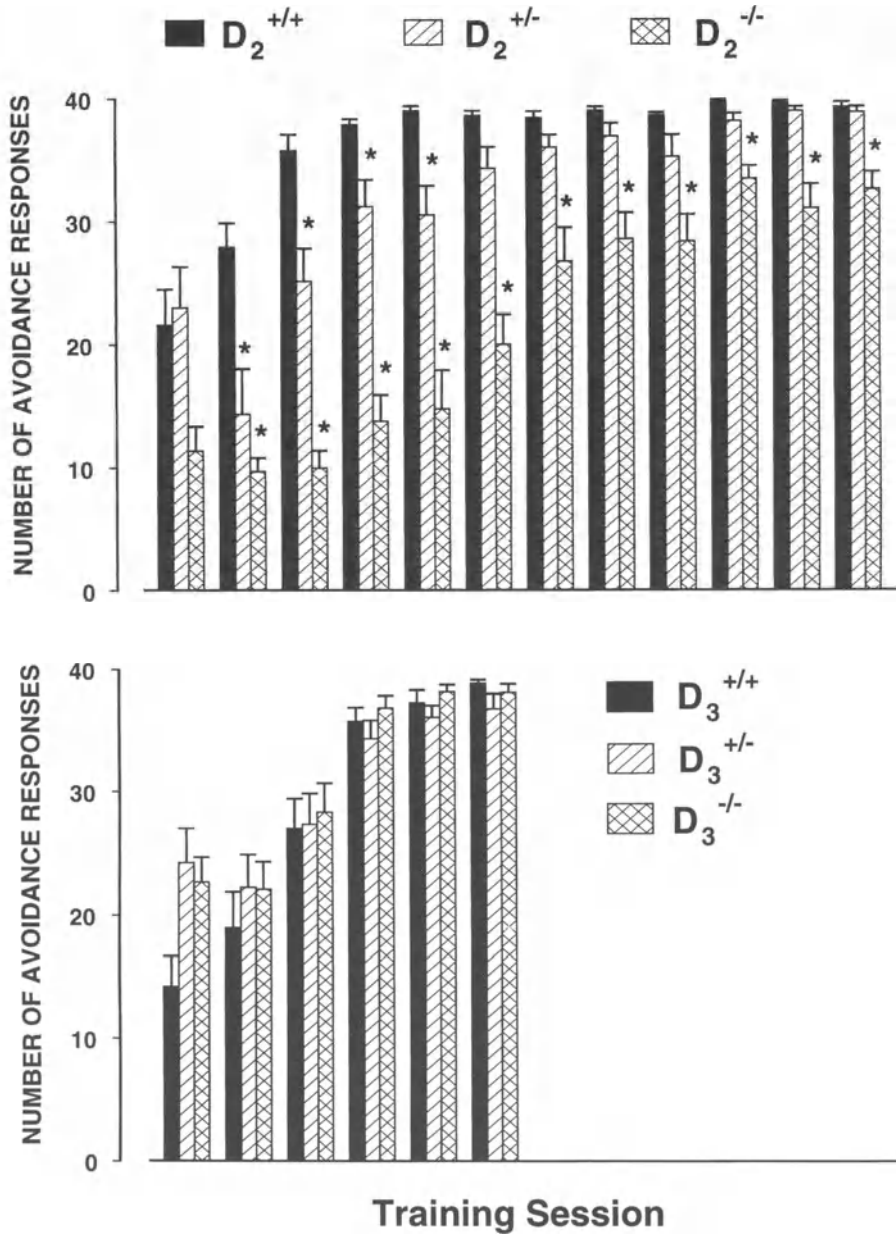 D2+/+ D2+/- D2-/-
NUMBER OF AVOIDANCE RESPONSES
40
30
20
10
0
* * * * * * * * * * * * * * *
NUMBER OF AVOIDANCE RESPONSES
40
30
20
10
0
D3+/+
D3+/-
D3-/-
Training Session